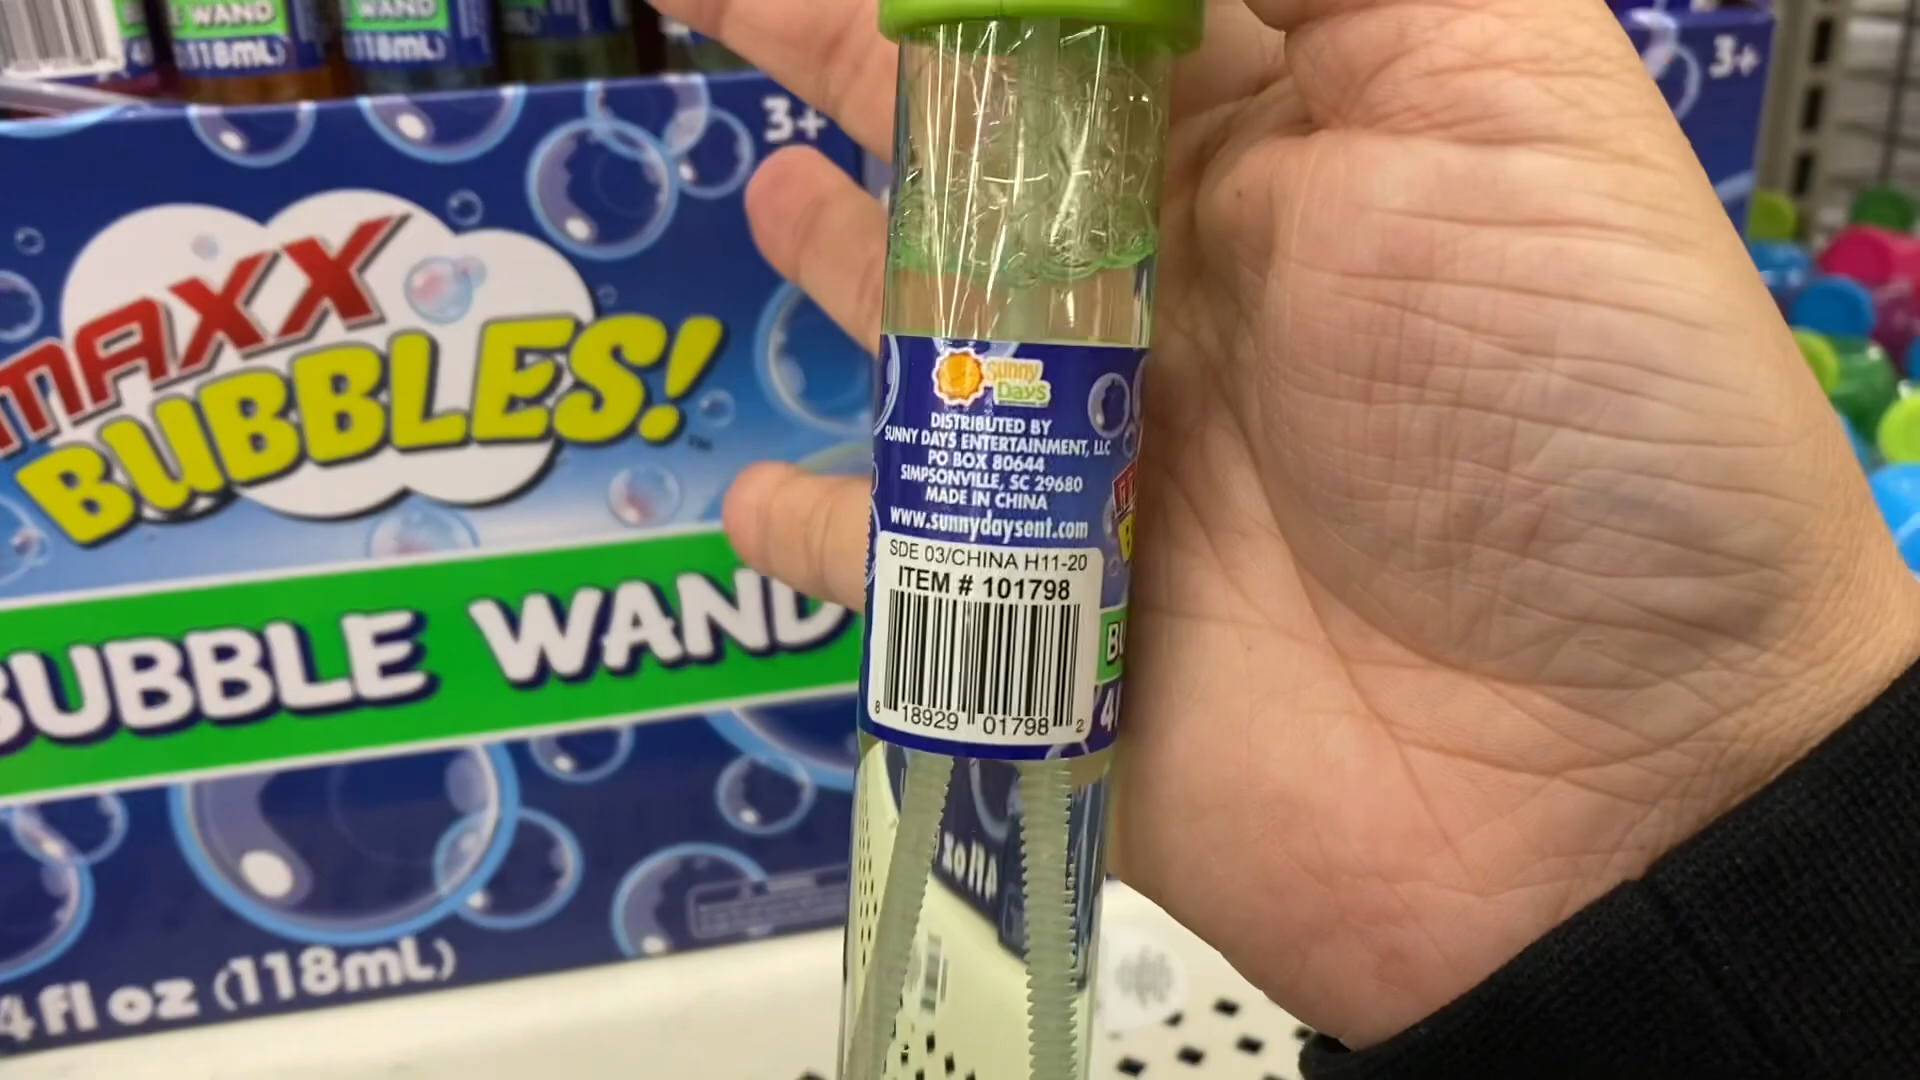 WAND
(118mL)
WAND
118mL)
3+
3+
MAXX
BUBBLES!
BUBBLE WAND
4 fl oz (118mL)
Sunny
Days
DISTRIBUTED BY
SUNNY DAYS ENTERTAINMENT, LLC
PO BOX 80644
SIMPSONVILLE, SC 29680
MADE IN CHINA
www.sunnydaysent.com
SDE 03/CHINA H11-20
ITEM # 101798
8 18929 01798 2
BU
4